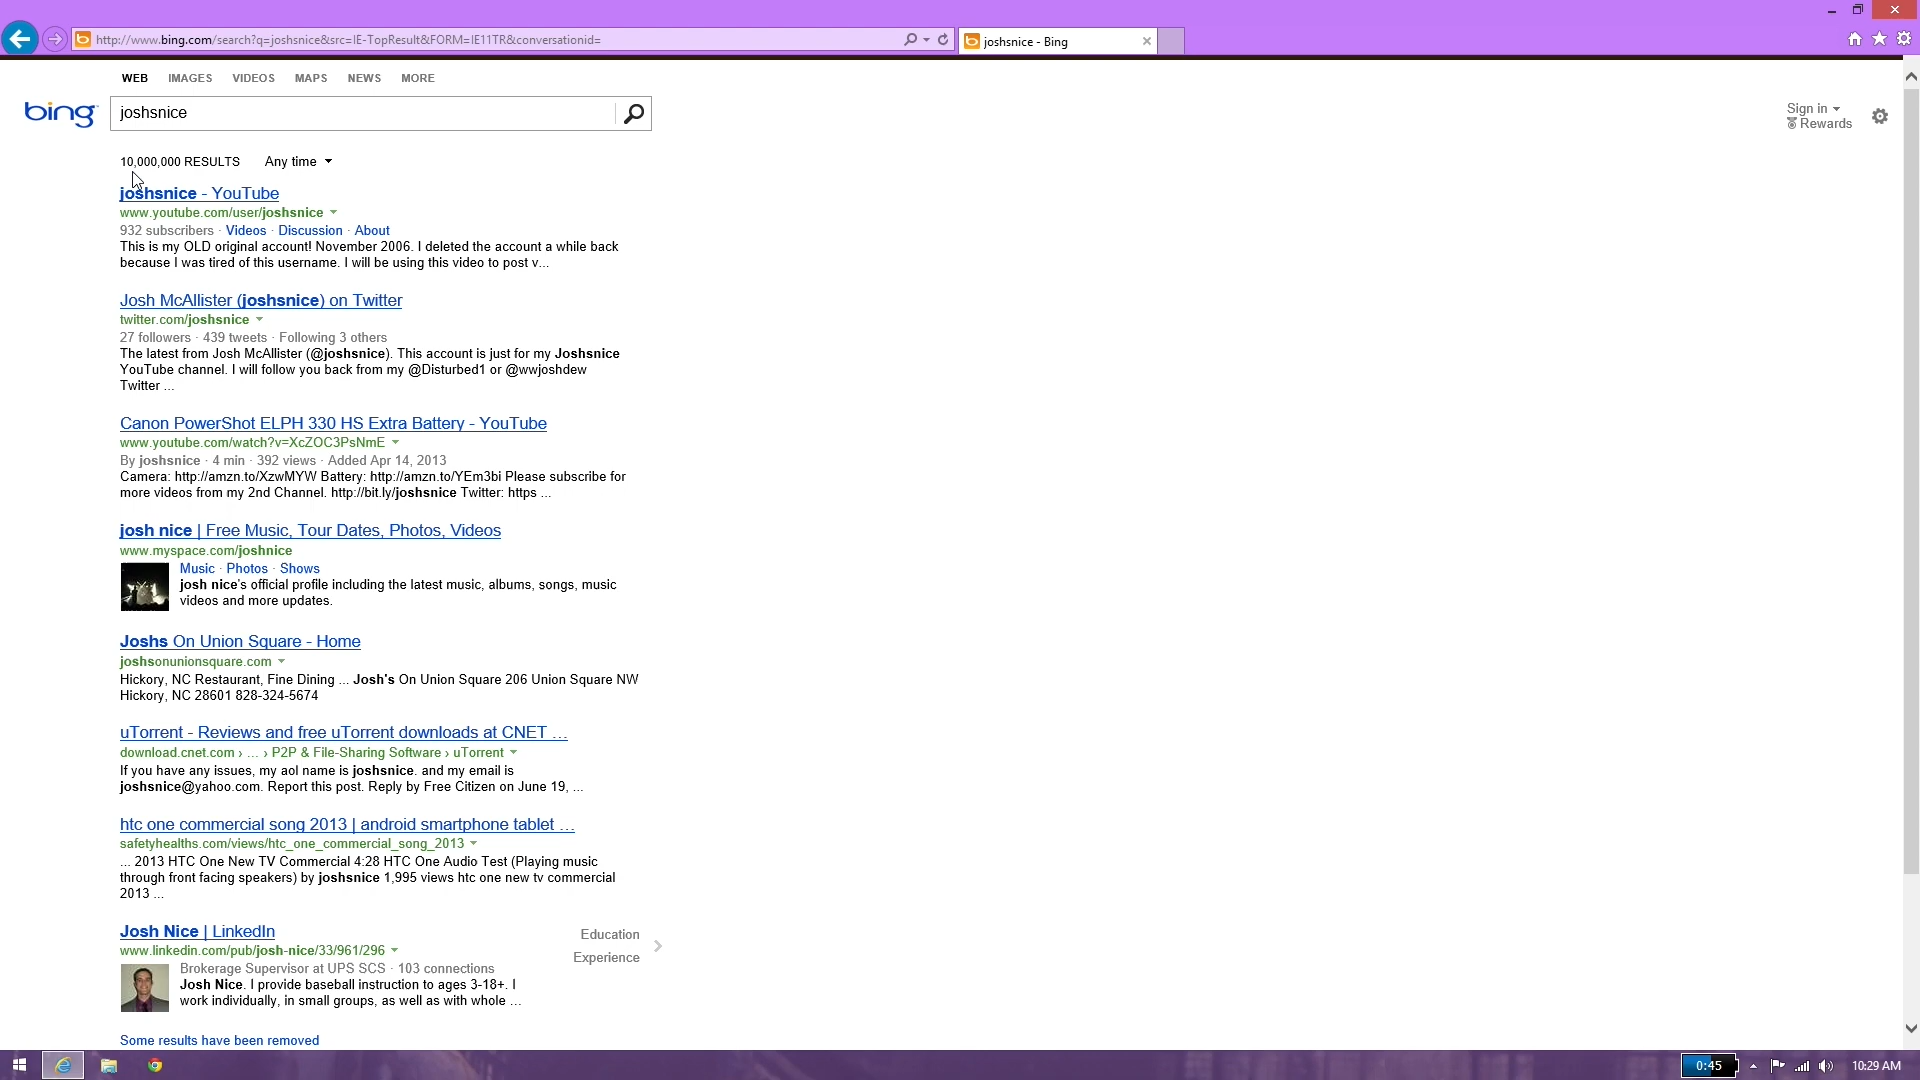 http://www.bing.com/search?q=joshsnice&src=IE-TopResult&FORM=IE11TR&conversationid=
joshsnice - Bing
WEB IMAGES VIDEOS MAPS NEWS MORE
bing
joshsnice
Sign in
Rewards
10,000,000 RESULTS Any time
joshsnice - YouTube
www.youtube.com/user/joshsnice
932 subscribers · Videos · Discussion · About
This is my OLD original account! November 2006. I deleted the account a while back
because I was tired of this username. I will be using this video to post v...
Josh McAllister (joshsnice) on Twitter
twitter.com/joshsnice
27 followers · 439 tweets · Following 3 others
The latest from Josh McAllister (@joshsnice). This account is just for my Joshsnice
YouTube channel. I will follow you back from my @Disturbed1 or @wwjoshdew
Twitter ...
Canon PowerShot ELPH 330 HS Extra Battery - YouTube
www.youtube.com/watch?v=XcZOC3PsNmE
By joshsnice · 4 min · 392 views · Added Apr 14, 2013
Camera: http://amzn.to/XzwMYW Battery: http://amzn.to/YEm3bi Please subscribe for
more videos from my 2nd Channel. http://bit.ly/joshsnice Twitter: https ...
josh nice | Free Music, Tour Dates, Photos, Videos
www.myspace.com/joshnice
Music · Photos · Shows
josh nice's official profile including the latest music, albums, songs, music
videos and more updates.
Joshs On Union Square - Home
joshsonunionsquare.com
Hickory, NC Restaurant, Fine Dining ... Josh's On Union Square 206 Union Square NW
Hickory, NC 28601 828-324-5674
uTorrent - Reviews and free uTorrent downloads at CNET ...
download.cnet.com › ... › P2P & File-Sharing Software › uTorrent
If you have any issues, my aol name is joshsnice. and my email is
joshsnice@yahoo.com. Report this post. Reply by Free Citizen on June 19, ...
htc one commercial song 2013 | android smartphone tablet ...
safetyhealths.com/views/htc_one_commercial_song_2013
... 2013 HTC One New TV Commercial 4:28 HTC One Audio Test (Playing music
through front facing speakers) by joshsnice 1,995 views htc one new tv commercial
2013 ...
Josh Nice | LinkedIn
www.linkedin.com/pub/josh-nice/33/961/296
Brokerage Supervisor at UPS SCS · 103 connections
Josh Nice. I provide baseball instruction to ages 3-18+. I
work individually, in small groups, as well as with whole ...
Education
Experience
Some results have been removed
0:45
10:29 AM